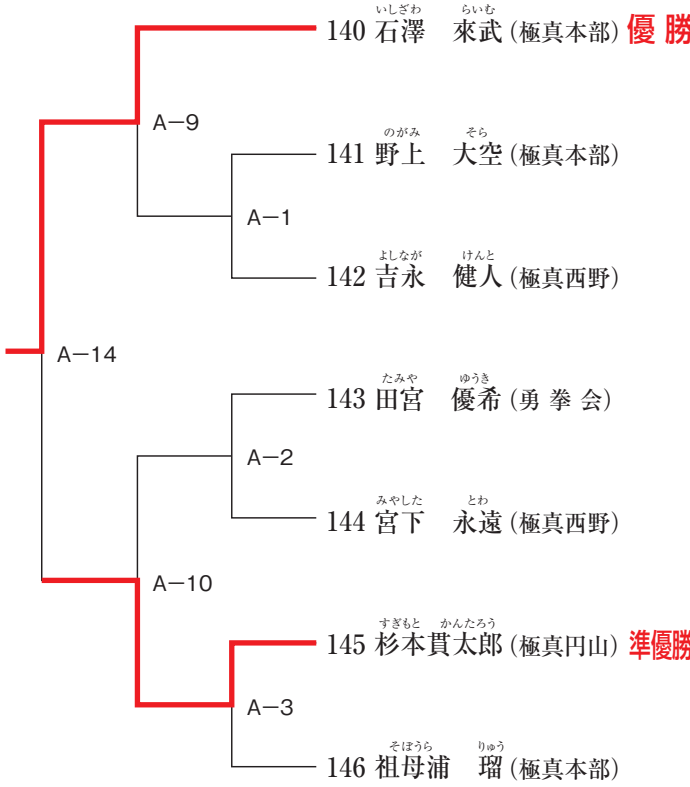 いしざわ らいむ
140 石澤 來武 (極真本部) 優勝
A-9
のがみ そら
141 野上 大空 (極真本部)
A-1
よしなが けんと
142 吉永 健人 (極真西野)
A-14
たみや ゆうき
143 田宮 優希 (勇拳会)
A-2
みやした とわ
144 宮下 永遠 (極真西野)
A-10
すぎもと かんたろう
145 杉本貫太郎 (極真円山) 準優勝
A-3
そぼうら りゅう
146 祖母浦 瑠 (極真本部)